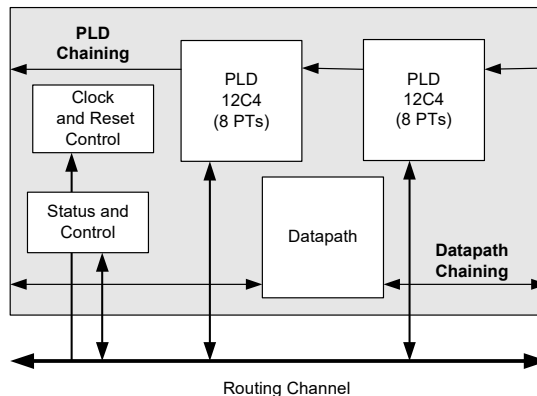 PLD
Chaining
PLD
12C4
(8 PTs)
PLD
12C4
(8 PTs)
Clock
and Reset
Control
Status and
Control
Datapath
Datapath
Chaining
Routing Channel